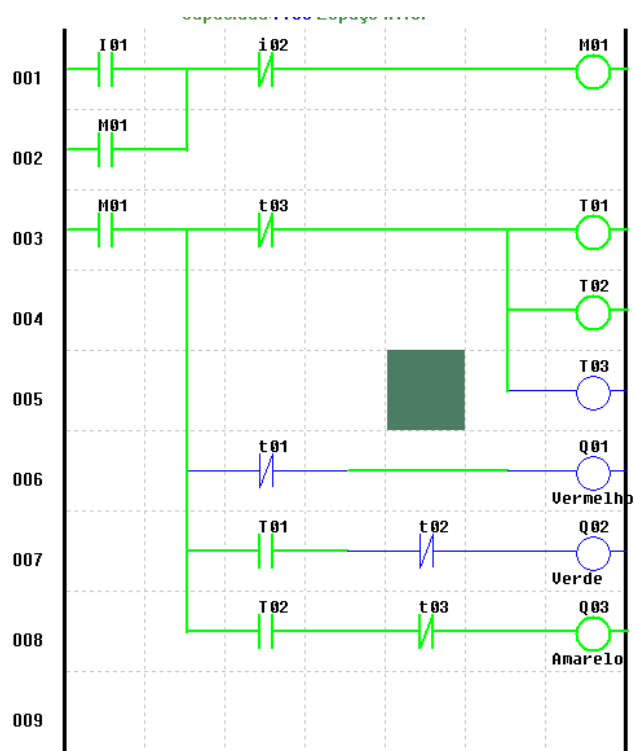 I01 i02 M01
001
M01
002
M01 t03 T01
003
T02
004
T03
005
t01 Q01
006
Vermelho
T01 t02 Q02
007
Verde
T02 t03 Q03
008
Amarelo
009